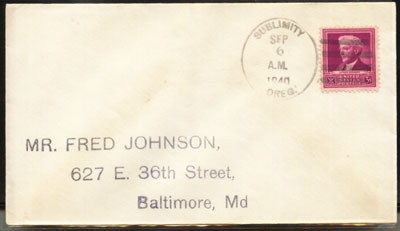 SUBLIMITY
SEP
6
A.M.
1940
OREG.
MR. FRED JOHNSON,
627 E. 36th Street,
Baltimore, Md